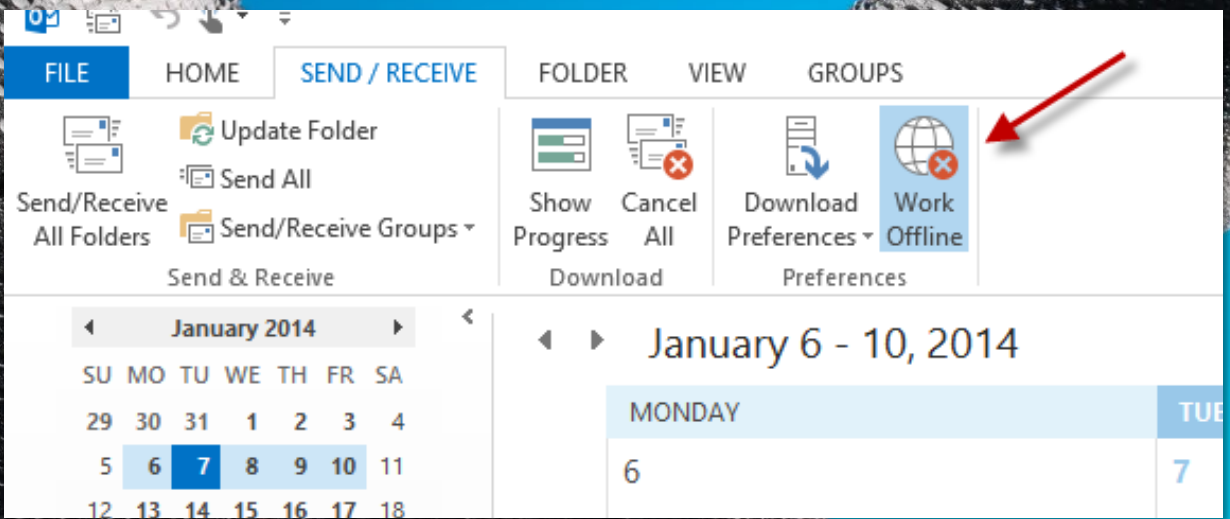 FILE HOME SEND / RECEIVE FOLDER VIEW GROUPS
Send/Receive
All Folders
Update Folder
Send All
Send/Receive Groups
Send & Receive
Show
Progress
Cancel
All
Download
Download
Preferences
Work
Offline
Preferences
January 2014
SU MO TU WE TH FR SA
29 30 31 1 2 3 4
5 6 7 8 9 10 11
12 13 14 15 16 17 18
January 6 - 10, 2014
MONDAY TUE
6 7